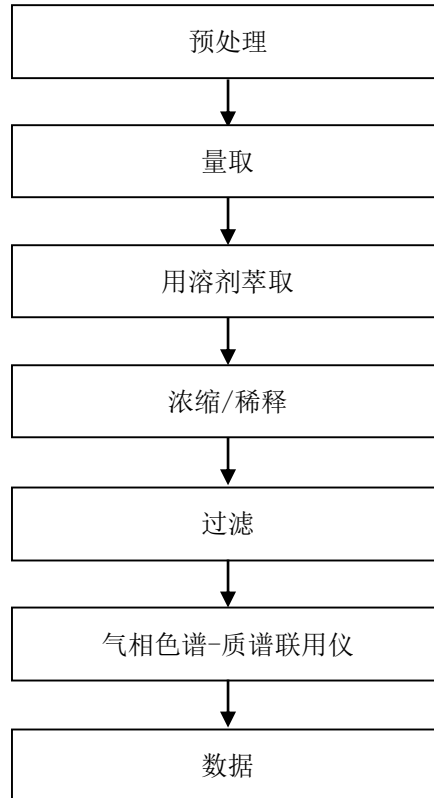 预处理
量取
用溶剂萃取
浓缩/稀释
过滤
气相色谱-质谱联用仪
数据